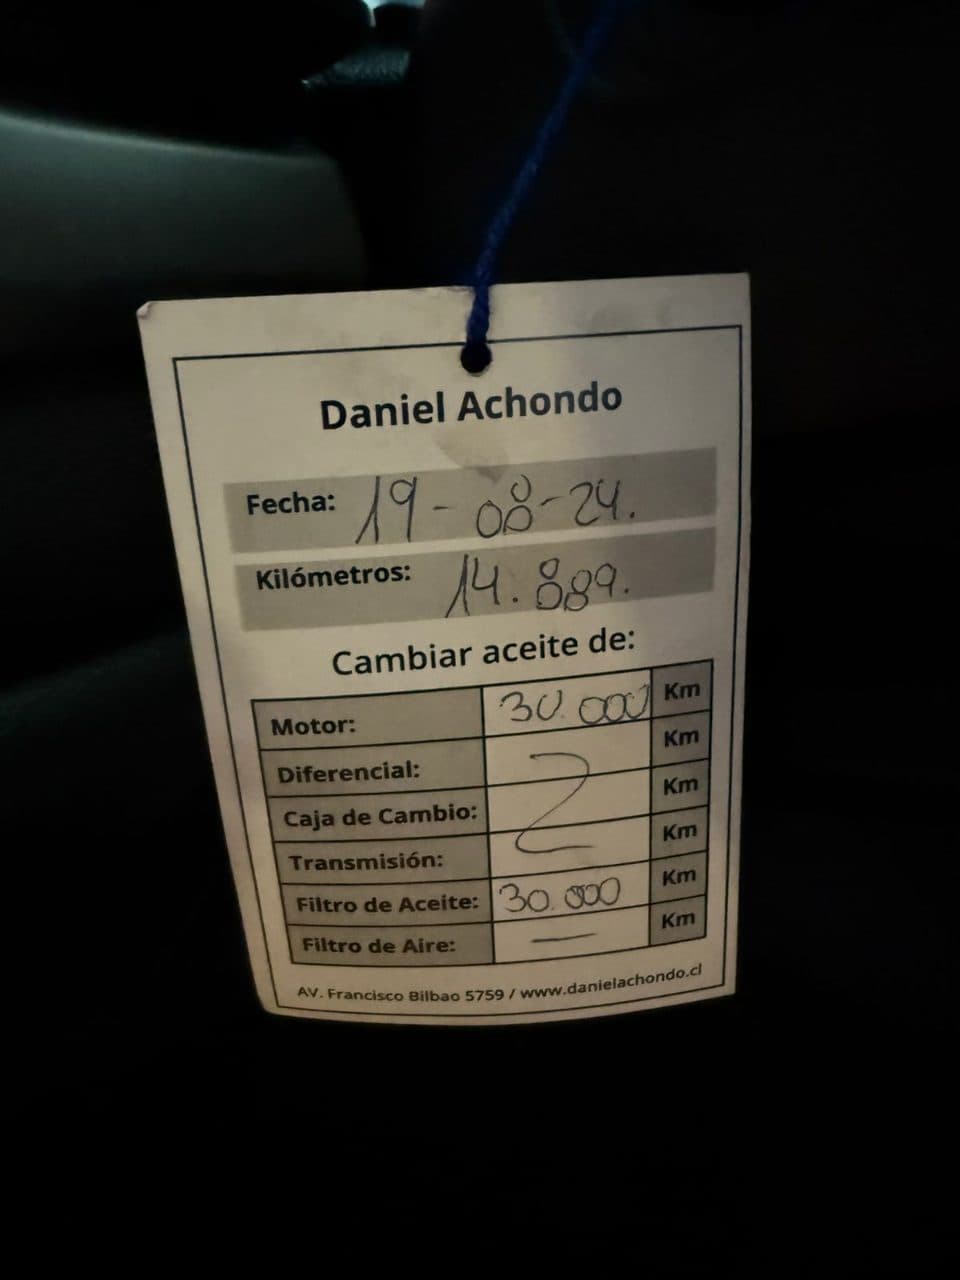 Daniel Achondo
Fecha: 19-08-24.
Kilómetros: 14.889.
Cambiar aceite de:
Motor: 30.000 Km
Diferencial: Km
Caja de Cambio: Km
Transmisión: Km
Filtro de Aceite: 30.000 Km
Filtro de Aire: — Km
AV. Francisco Bilbao 5759 / www.danielachondo.cl